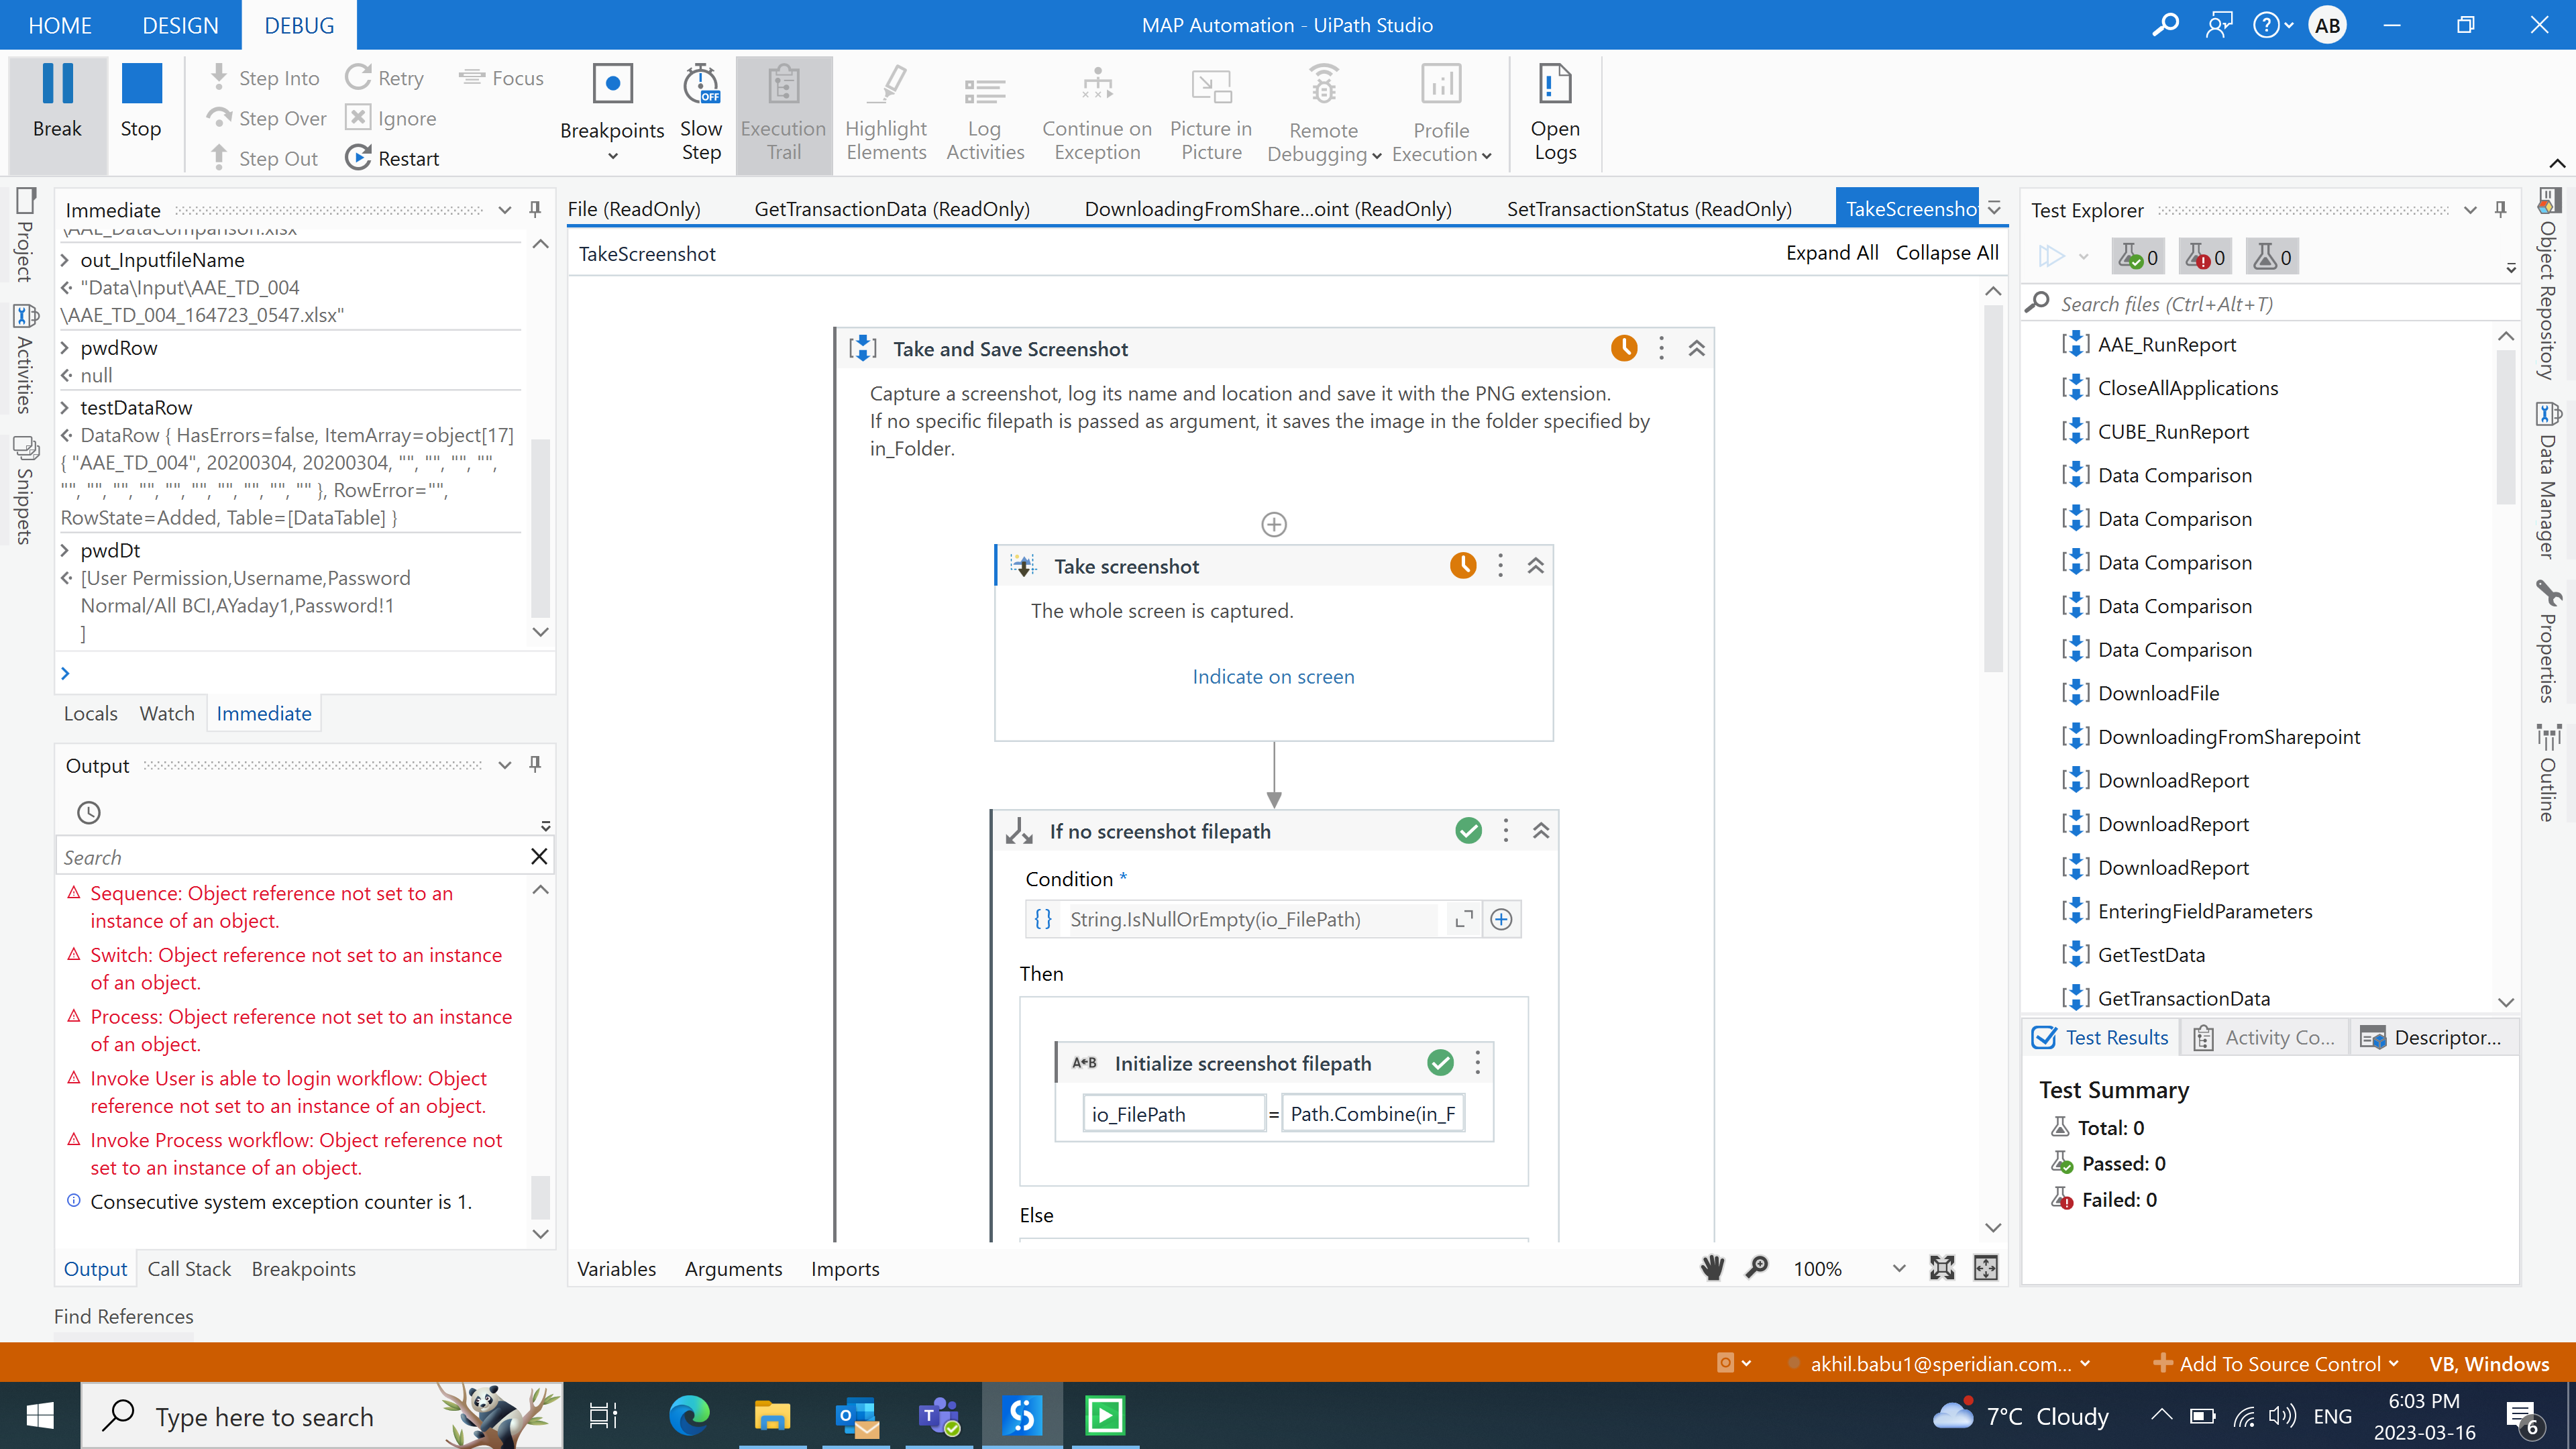 HOME DESIGN DEBUG
MAP Automation - UiPath Studio
AB
Break
Stop
Step Into
Step Over
Step Out
Retry
Ignore
Restart
Focus
Breakpoints
Slow Step
OFF
Execution Trail
Highlight Elements
Log Activities
Continue on Exception
Picture in Picture
Remote Debugging
Profile Execution
Open Logs
Project
Activities
Snippets
Immediate
\AAE_DataComparison.xlsx
out_InputfileName
"Data\Input\AAE_TD_004
\AAE_TD_004_164723_0547.xlsx"
pwdRow
null
testDataRow
DataRow { HasErrors=false, ItemArray=object[17]
{ "AAE_TD_004", 20200304, 20200304, "", "", "", "",
"", "", "", "", "", "", "", "", "", "" }, RowError="",
RowState=Added, Table=[DataTable] }
pwdDt
[User Permission,Username,Password
Normal/All BCI,AYaday1,Password!1
]
Locals Watch Immediate
Output
Search
Sequence: Object reference not set to an
instance of an object.
Switch: Object reference not set to an instance
of an object.
Process: Object reference not set to an instance
of an object.
Invoke User is able to login workflow: Object
reference not set to an instance of an object.
Invoke Process workflow: Object reference not
set to an instance of an object.
Consecutive system exception counter is 1.
Output Call Stack Breakpoints
Find References
File (ReadOnly) GetTransactionData (ReadOnly) DownloadingFromShare...oint (ReadOnly) SetTransactionStatus (ReadOnly) TakeScreensho
TakeScreenshot
Expand All Collapse All
Take and Save Screenshot
Capture a screenshot, log its name and location and save it with the PNG extension.
If no specific filepath is passed as argument, it saves the image in the folder specified by
in_Folder.
Take screenshot
The whole screen is captured.
Indicate on screen
If no screenshot filepath
Condition *
{} String.IsNullOrEmpty(io_FilePath)
Then
A←B Initialize screenshot filepath
io_FilePath = Path.Combine(in_F
Else
Variables Arguments Imports
100%
Test Explorer
0 0 0
Search files (Ctrl+Alt+T)
AAE_RunReport
CloseAllApplications
CUBE_RunReport
Data Comparison
Data Comparison
Data Comparison
Data Comparison
Data Comparison
DownloadFile
DownloadingFromSharepoint
DownloadReport
DownloadReport
DownloadReport
EnteringFieldParameters
GetTestData
GetTransactionData
Test Results Activity Co... Descriptor...
Test Summary
Total: 0
Passed: 0
Failed: 0
Object Repository
Data Manager
Properties
Outline
akhil.babu1@speridian.com... Add To Source Control VB, Windows
Type here to search
7°C Cloudy
ENG
6:03 PM
2023-03-16
6